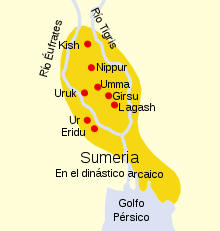 Río Éufrates
Río Tigris
Kish
Nippur
Umma
Uruk
Girsu
Lagash
Ur
Eridu
Sumeria
En el dinástico arcaico
Golfo
Pérsico